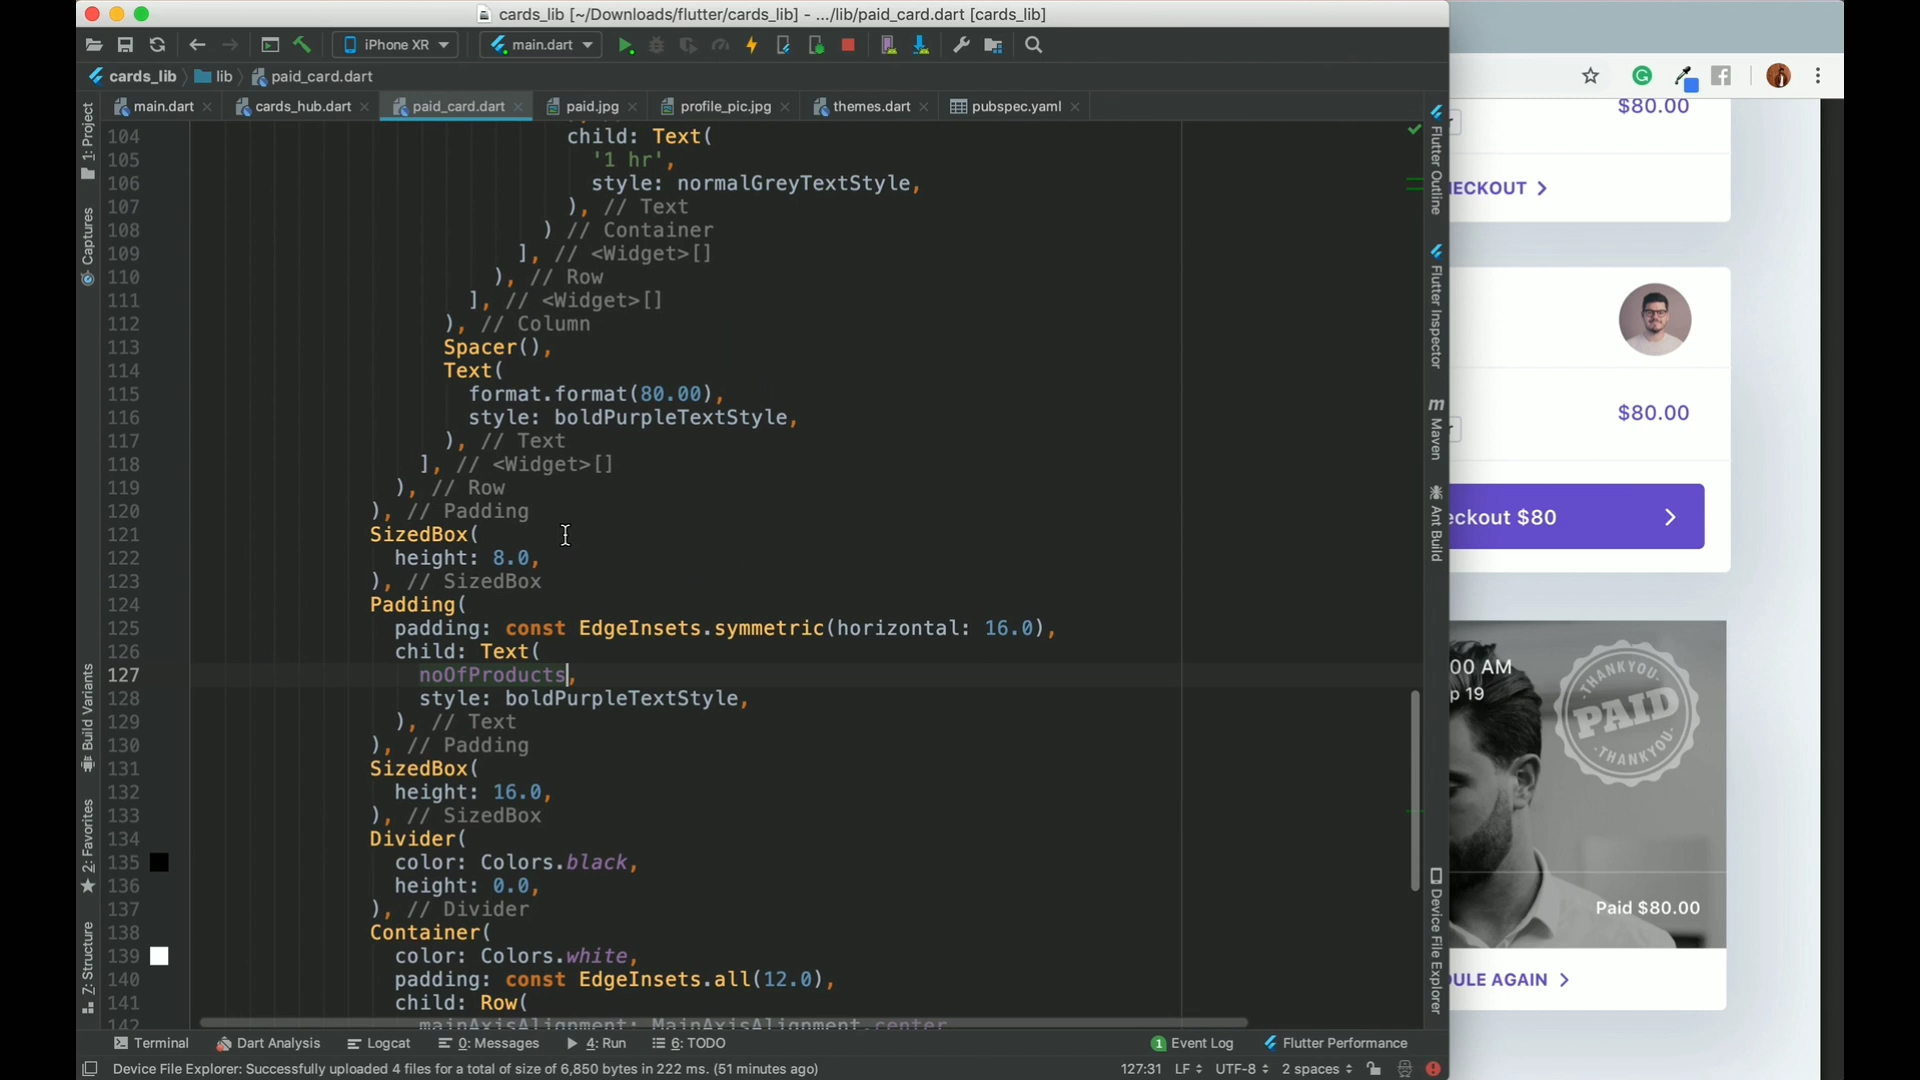 cards_lib [~/Downloads/flutter/cards_lib] - .../lib/paid_card.dart [cards_lib]
iPhone XR
main.dart
cards_lib
lib
paid_card.dart
main.dart
cards_hub.dart
paid_card.dart
paid.jpg
profile_pic.jpg
themes.dart
pubspec.yaml
1: Project
Captures
Build Variants
2: Favorites
7: Structure
104 child: Text(
105 '1 hr',
106 style: normalGreyTextStyle,
107 ), // Text
108 ) // Container
109 ], // <Widget>[]
110 ), // Row
111 ], // <Widget>[]
112 ), // Column
113 Spacer(),
114 Text(
115 format.format(80.00),
116 style: boldPurpleTextStyle,
117 ), // Text
118 ], // <Widget>[]
119 ), // Row
120 ), // Padding
121 SizedBox(
122 height: 8.0,
123 ), // SizedBox
124 Padding(
125 padding: const EdgeInsets.symmetric(horizontal: 16.0),
126 child: Text(
127 noOfProducts,
128 style: boldPurpleTextStyle,
129 ), // Text
130 ), // Padding
131 SizedBox(
132 height: 16.0,
133 ), // SizedBox
134 Divider(
135 color: Colors.black,
136 height: 0.0,
137 ), // Divider
138 Container(
139 color: Colors.white,
140 padding: const EdgeInsets.all(12.0),
141 child: Row(
142 mainAxisAlignment: MainAxisAlignment.center
Flutter Outline
Flutter Inspector
Maven
Ant Build
Device File Explorer
$80.00
ECKOUT
$80.00
eckout $80
00 AM
p 19
THANKYOU
PAID
THANKYOU
Paid $80.00
ULE AGAIN
Terminal
Dart Analysis
Logcat
0: Messages
4: Run
6: TODO
1 Event Log
Flutter Performance
Device File Explorer: Successfully uploaded 4 files for a total of size of 6,850 bytes in 222 ms. (51 minutes ago)
127:31
LF
UTF-8
2 spaces